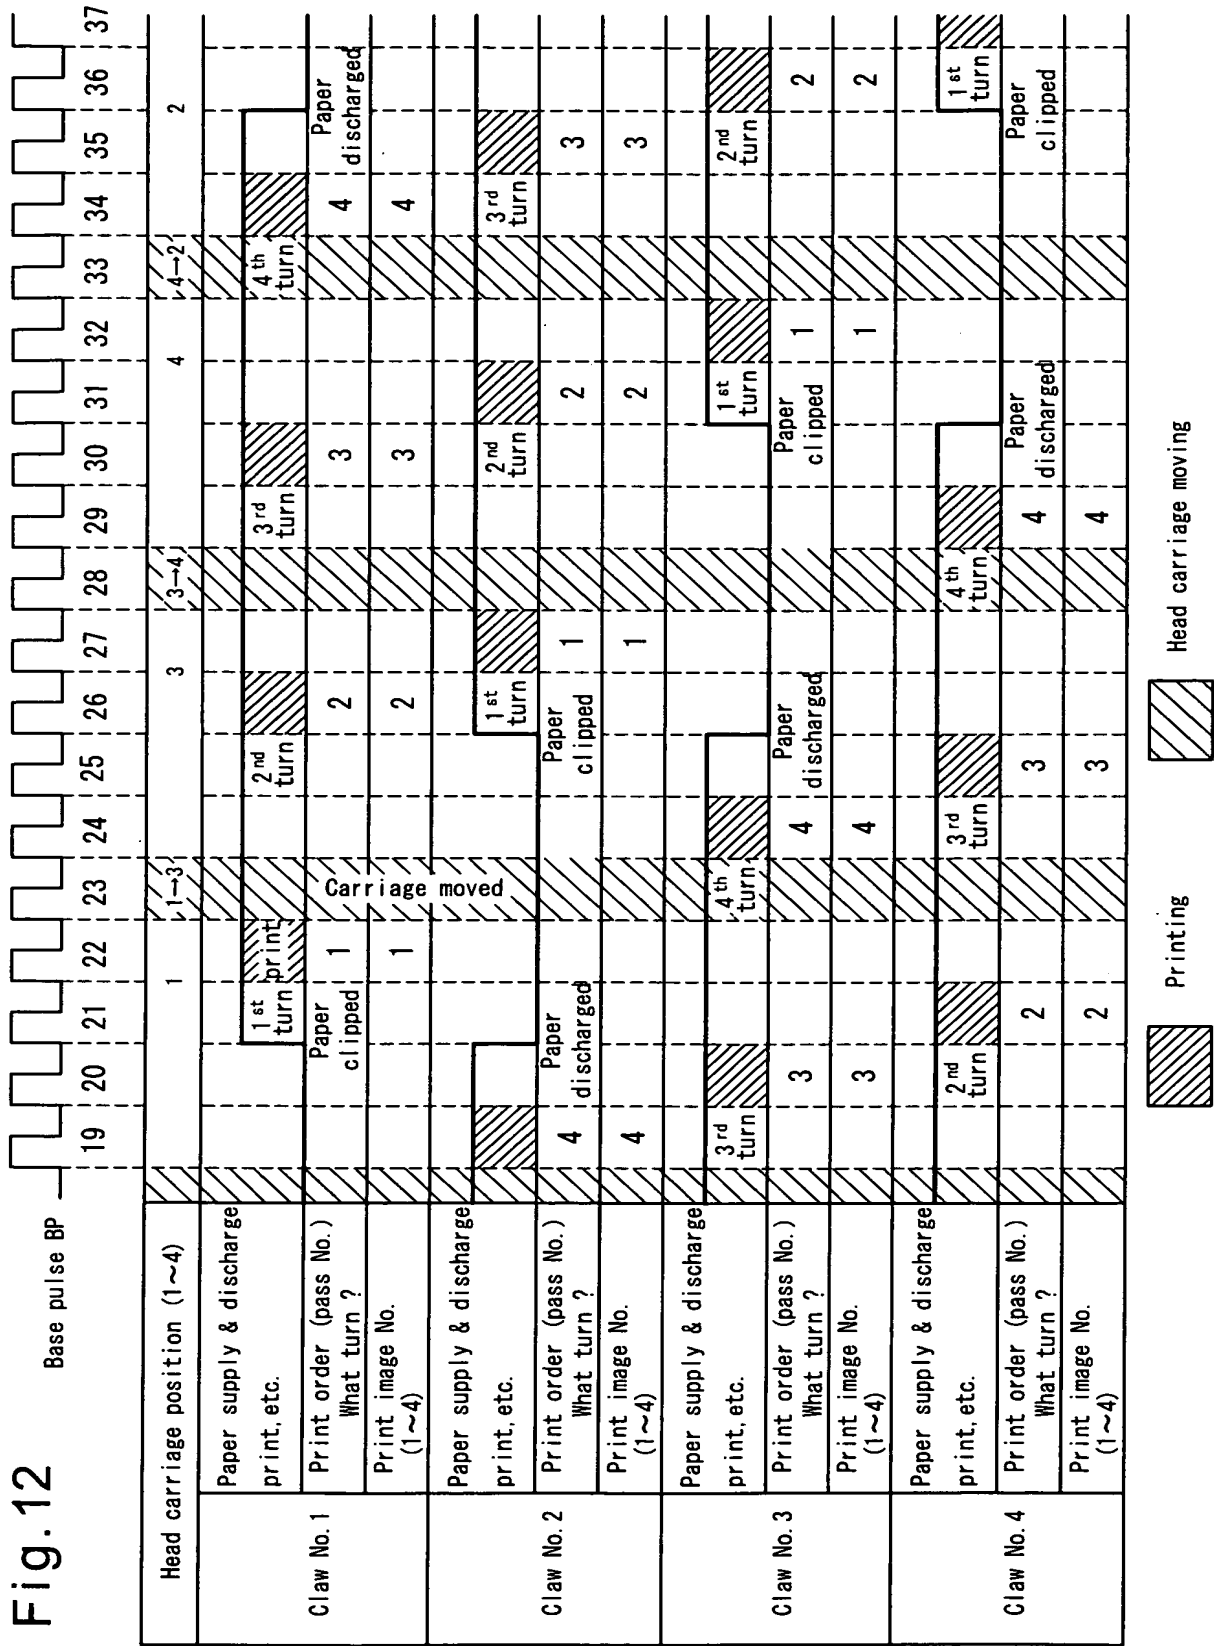 Fig.12
Base pulse BP
19 20 21 22 23 24 25 26 27 28 29 30 31 32 33 34 35 36 37
Head carriage position (1~4)
1 1→3 3 3→4 4 4→2 2
Claw No.1
Paper supply & discharge
print, etc.
1st turn
print
2nd turn
3rd turn
4th turn
Print order (pass No.)
What turn ?
Paper clipped
1
Carriage moved
2
3
4
Paper discharged
Print image No.
(1~4)
1 2 3 4
Claw No.2
Paper supply & discharge
print, etc.
1st turn
2nd turn
3rd turn
Print order (pass No.)
What turn ?
4
Paper discharged
Paper clipped
1
2
3
Print image No.
(1~4)
4 1 2 3
Claw No.3
Paper supply & discharge
print, etc.
3rd turn
4th turn
1st turn
2nd turn
Print order (pass No.)
What turn ?
3
4
Paper discharged
Paper clipped
1
2
Print image No.
(1~4)
3 4 1 2
Claw No.4
Paper supply & discharge
print, etc.
2nd turn
3rd turn
4th turn
1st turn
Print order (pass No.)
What turn ?
2
3
4
Paper discharged
Paper clipped
Print image No.
(1~4)
2 3 4
Printing
Head carriage moving